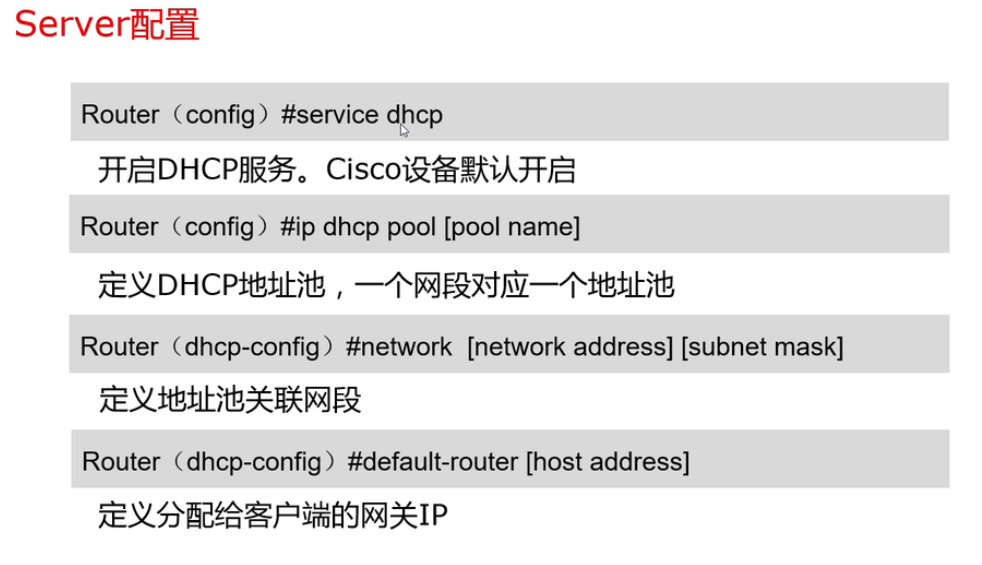 Server配置
Router（config）#service dhcp
开启DHCP服务。Cisco设备默认开启
Router（config）#ip dhcp pool [pool name]
定义DHCP地址池，一个网段对应一个地址池
Router（dhcp-config）#network  [network address] [subnet mask]
定义地址池关联网段
Router（dhcp-config）#default-router [host address]
定义分配给客户端的网关IP